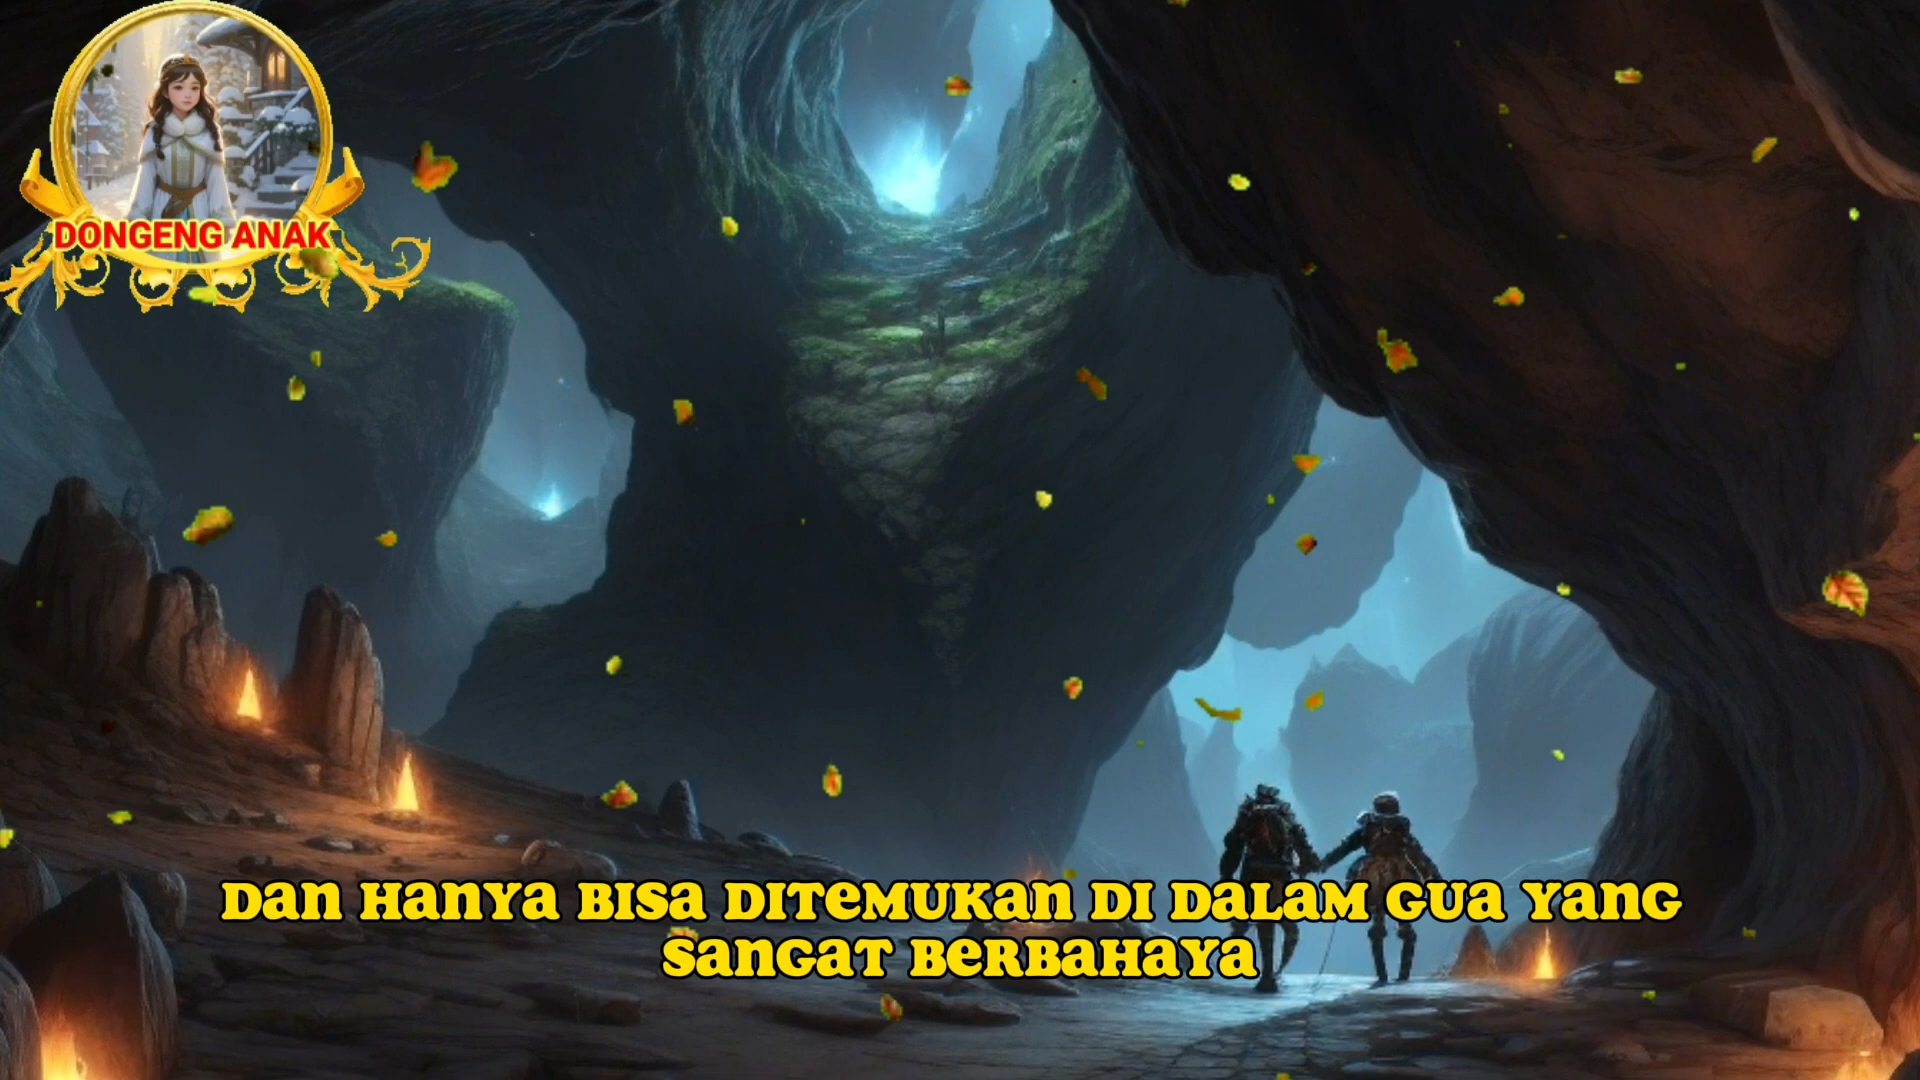 DONGENG ANAK
Dan Hanya Bisa Ditemukan Di Dalam Gua Yang
Sangat Berbahaya